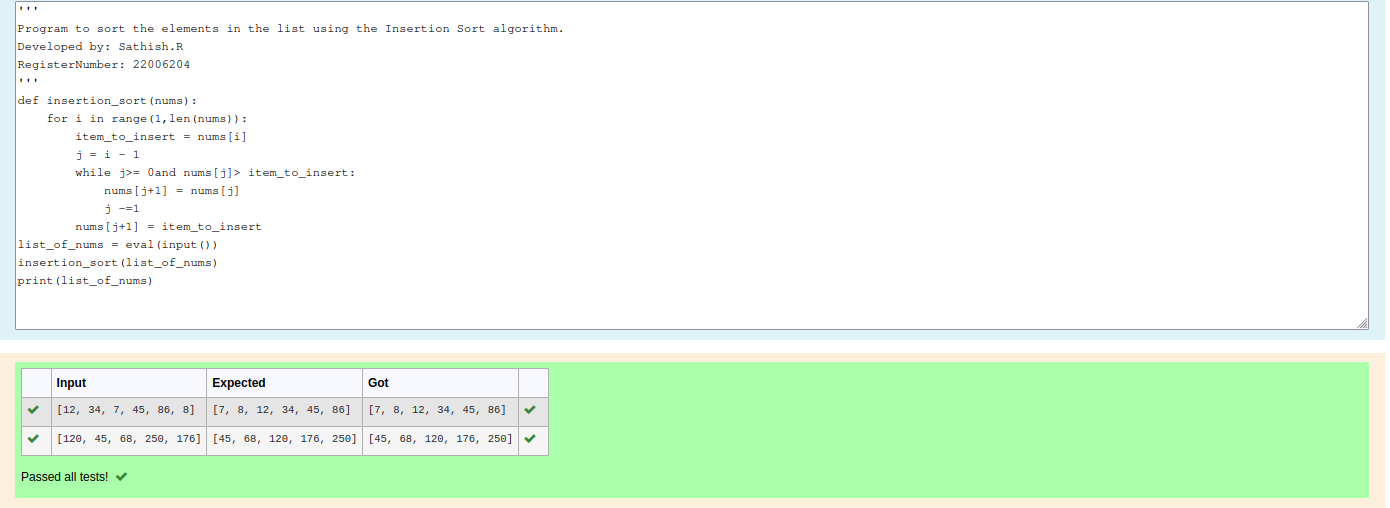 '''
Program to sort the elements in the list using the Insertion Sort algorithm.
Developed by: Sathish.R
RegisterNumber: 22006204
'''
def insertion_sort(nums):
    for i in range(1,len(nums)):
        item_to_insert = nums[i]
        j = i - 1
        while j>= 0and nums[j]> item_to_insert:
            nums[j+1] = nums[j]
            j -=1
        nums[j+1] = item_to_insert
list_of_nums = eval(input())
insertion_sort(list_of_nums)
print(list_of_nums)
Input Expected Got
[12, 34, 7, 45, 86, 8] [7, 8, 12, 34, 45, 86] [7, 8, 12, 34, 45, 86]
[120, 45, 68, 250, 176] [45, 68, 120, 176, 250] [45, 68, 120, 176, 250]
Passed all tests!